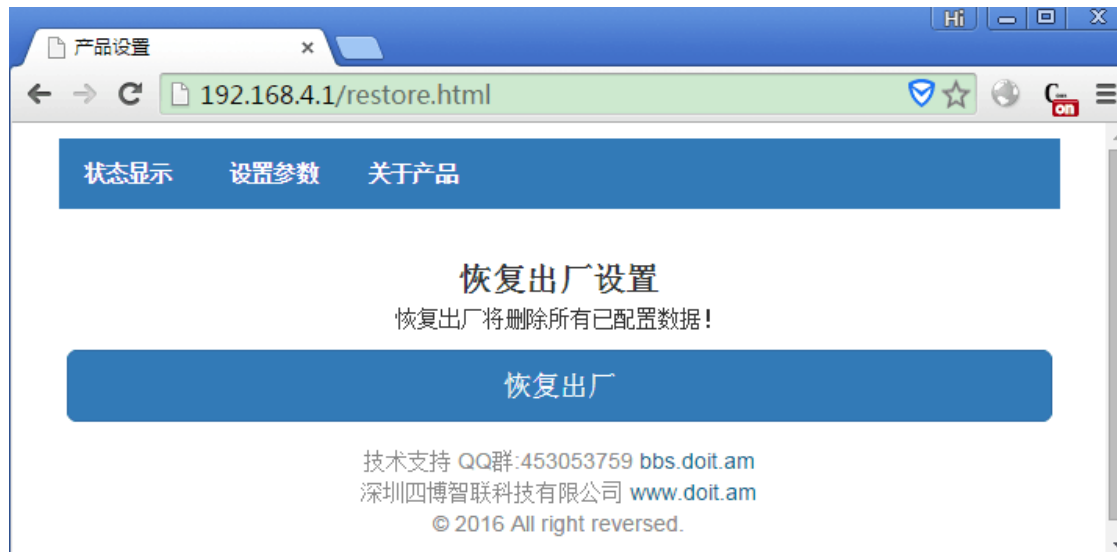 Hi
产品设置
192.168.4.1/restore.html
on
状态显示 设置参数 关于产品
恢复出厂设置
恢复出厂将删除所有已配置数据!
恢复出厂
技术支持 QQ群:453053759 bbs.doit.am
深圳四博智联科技有限公司 www.doit.am
© 2016 All right reversed.